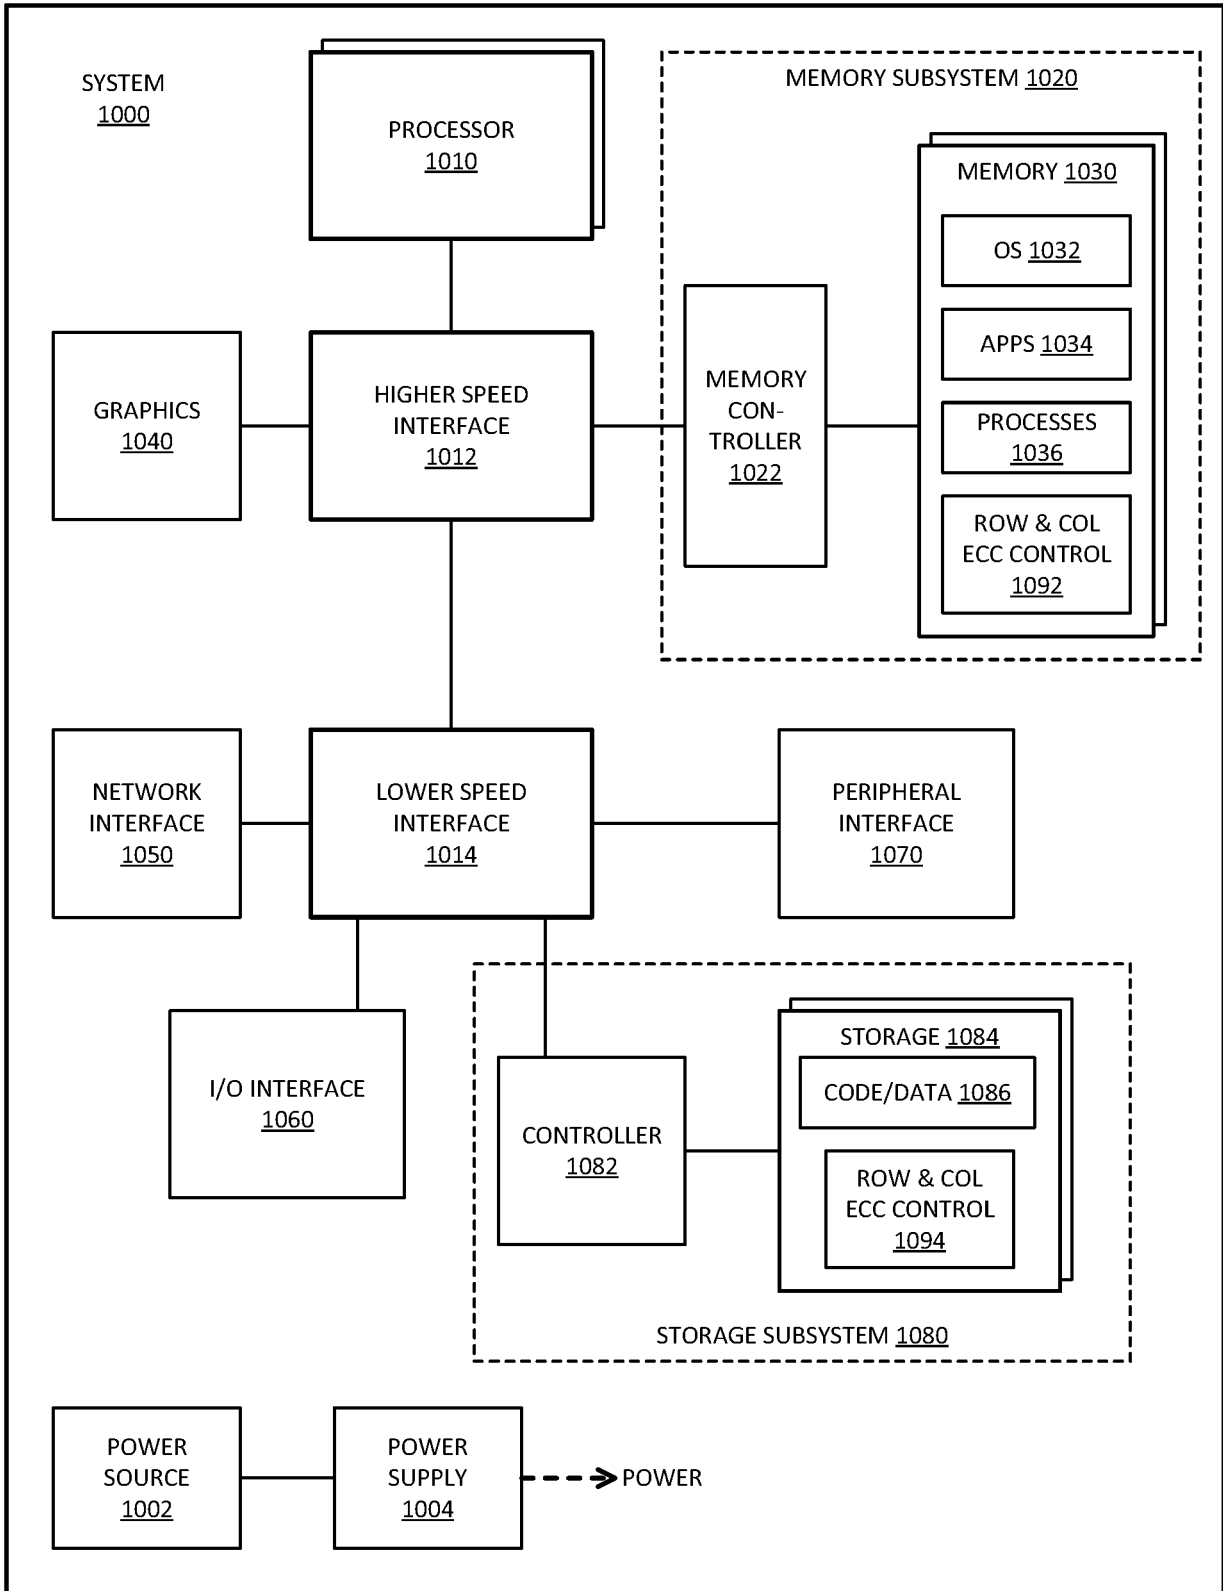 SYSTEM
1000
PROCESSOR
1010
MEMORY SUBSYSTEM 1020
MEMORY 1030
OS 1032
APPS 1034
PROCESSES
1036
ROW & COL
ECC CONTROL
1092
MEMORY
CON-
TROLLER
1022
GRAPHICS
1040
HIGHER SPEED
INTERFACE
1012
NETWORK
INTERFACE
1050
LOWER SPEED
INTERFACE
1014
PERIPHERAL
INTERFACE
1070
I/O INTERFACE
1060
CONTROLLER
1082
STORAGE 1084
CODE/DATA 1086
ROW & COL
ECC CONTROL
1094
STORAGE SUBSYSTEM 1080
POWER
SOURCE
1002
POWER
SUPPLY
1004
POWER